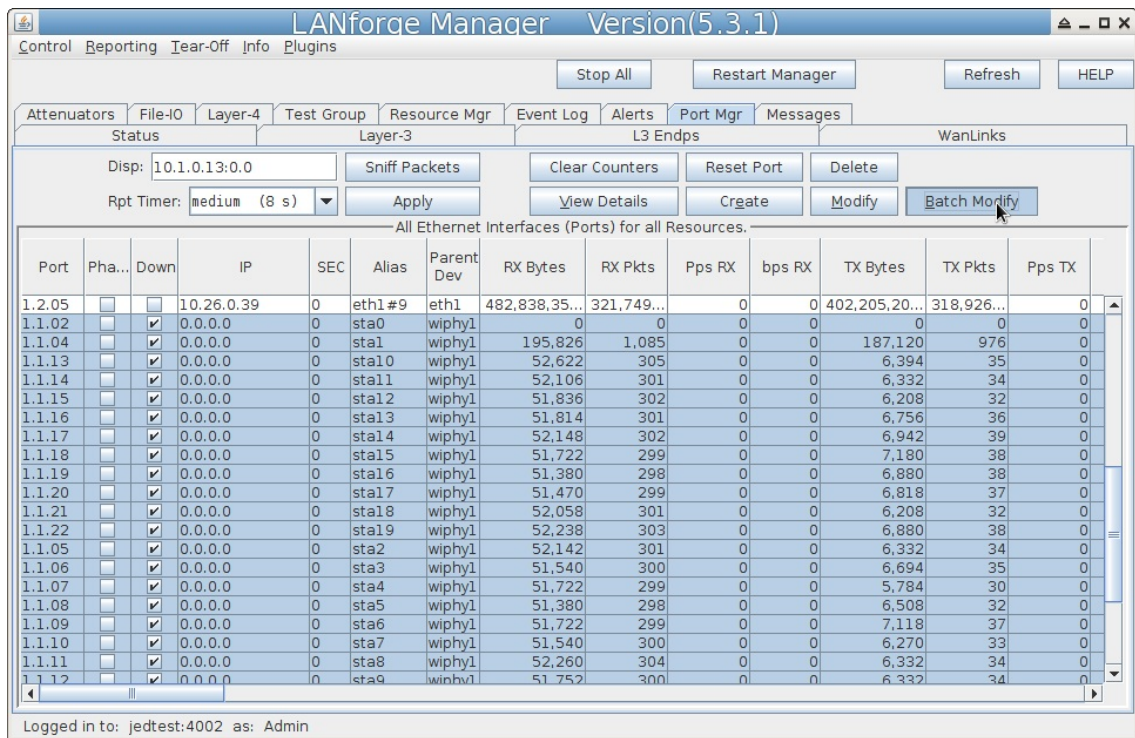 LANforge Manager Version(5.3.1)
Control Reporting Tear-Off Info Plugins
Stop All Restart Manager Refresh HELP
Attenuators File-IO Layer-4 Test Group Resource Mgr Event Log Alerts Port Mgr Messages
Status Layer-3 L3 Endps WanLinks
Disp: 10.1.0.13:0.0 Sniff Packets Clear Counters Reset Port Delete
Rpt Timer: medium (8 s) Apply View Details Create Modify Batch Modify
All Ethernet Interfaces (Ports) for all Resources.
Port Pha... Down IP SEC Alias Parent Dev RX Bytes RX Pkts Pps RX bps RX TX Bytes TX Pkts Pps TX
1.2.05 10.26.0.39 0 eth1#9 eth1 482,838,35... 321,749... 0 0 402,205,20... 318,926... 0
1.1.02 0.0.0.0 0 sta0 wiphy1 0 0 0 0 0 0 0
1.1.04 0.0.0.0 0 sta1 wiphy1 195,826 1,085 0 0 187,120 976 0
1.1.13 0.0.0.0 0 sta10 wiphy1 52,622 305 0 0 6,394 35 0
1.1.14 0.0.0.0 0 sta11 wiphy1 52,106 301 0 0 6,332 34 0
1.1.15 0.0.0.0 0 sta12 wiphy1 51,836 302 0 0 6,208 32 0
1.1.16 0.0.0.0 0 sta13 wiphy1 51,814 301 0 0 6,756 36 0
1.1.17 0.0.0.0 0 sta14 wiphy1 52,148 302 0 0 6,942 39 0
1.1.18 0.0.0.0 0 sta15 wiphy1 51,722 299 0 0 7,180 38 0
1.1.19 0.0.0.0 0 sta16 wiphy1 51,380 298 0 0 6,880 38 0
1.1.20 0.0.0.0 0 sta17 wiphy1 51,470 299 0 0 6,818 37 0
1.1.21 0.0.0.0 0 sta18 wiphy1 52,058 301 0 0 6,208 32 0
1.1.22 0.0.0.0 0 sta19 wiphy1 52,238 303 0 0 6,880 38 0
1.1.05 0.0.0.0 0 sta2 wiphy1 52,142 301 0 0 6,332 34 0
1.1.06 0.0.0.0 0 sta3 wiphy1 51,540 300 0 0 6,694 35 0
1.1.07 0.0.0.0 0 sta4 wiphy1 51,722 299 0 0 5,784 30 0
1.1.08 0.0.0.0 0 sta5 wiphy1 51,380 298 0 0 6,508 32 0
1.1.09 0.0.0.0 0 sta6 wiphy1 51,722 299 0 0 7,118 37 0
1.1.10 0.0.0.0 0 sta7 wiphy1 51,540 300 0 0 6,270 33 0
1.1.11 0.0.0.0 0 sta8 wiphy1 52,260 304 0 0 6,332 34 0
1.1.12 0.0.0.0 0 sta9 wiphy1 51,752 300 0 0 6,332 34 0
Logged in to: jedtest:4002 as: Admin